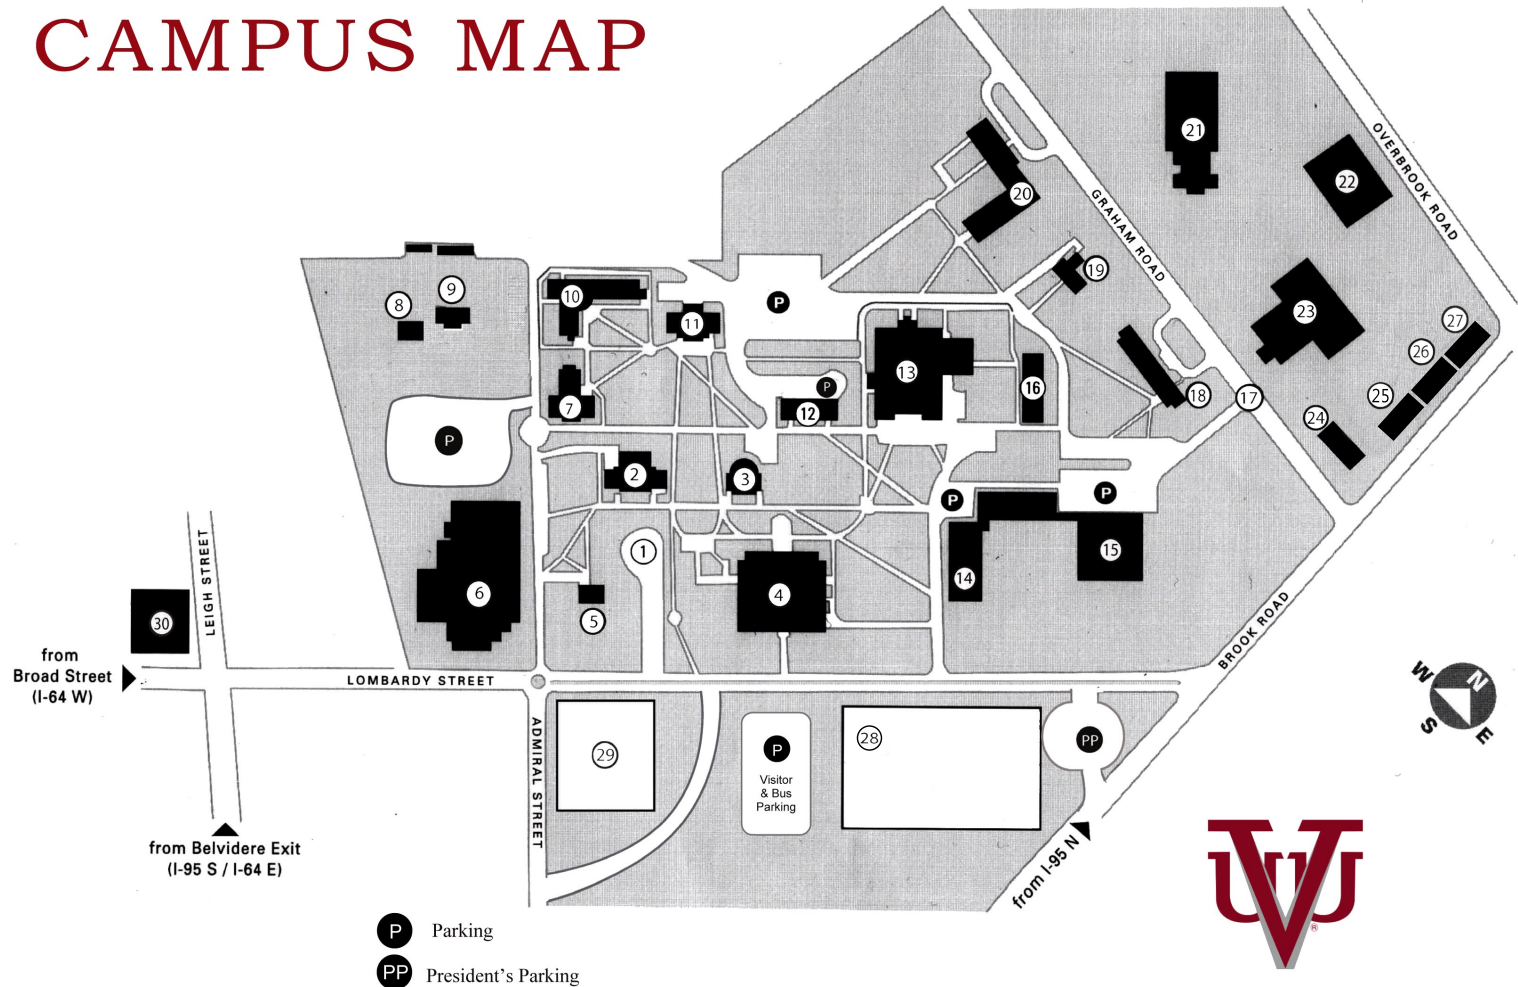 CAMPUS MAP
OVERBROOK ROAD
GRAHAM ROAD
21
22
20
19
9
8
10
11
P
23
27
26
25
24
13
P
16
12
18
17
7
P
2
3
P
P
1
15
14
6
4
5
30
LEIGH STREET
from
Broad Street
(I-64 W)
LOMBARDY STREET
BROOK ROAD
ADMIRAL STREET
29
P
Visitor
& Bus
Parking
28
PP
W
N
S
E
from Belvidere Exit
(I-95 S / I-64 E)
from I-95 N
P Parking
PP President's Parking
VUU
®